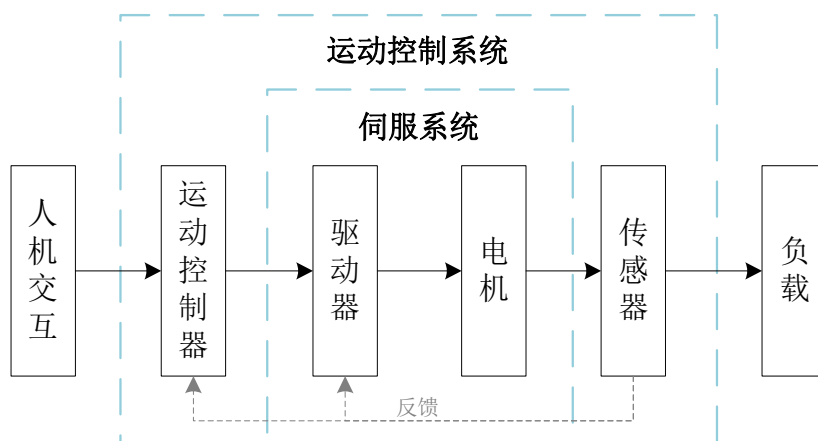 运动控制系统
伺服系统
人机交互
运动控制器
驱动器
电机
传感器
负载
反馈